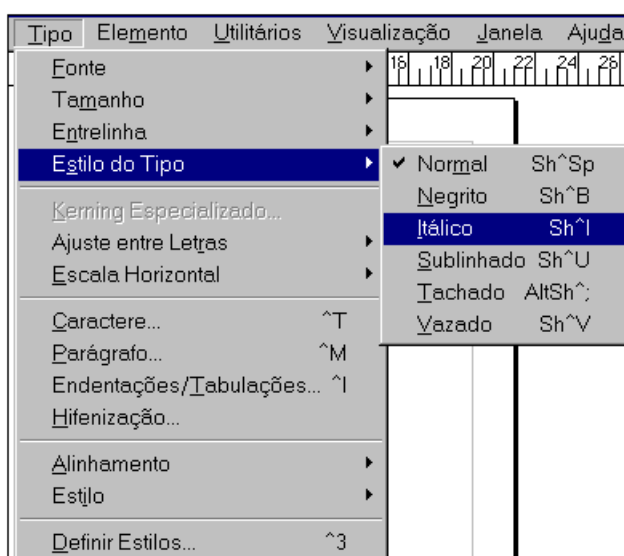 Tipo Elemento Utilitários Visualização Janela Ajuda
16 18 20 22 24 26
Fonte
Tamanho
Entrelinha
Estilo do Tipo
Kerning Especializado...
Ajuste entre Letras
Escala Horizontal
Caractere... ^T
Parágrafo... ^M
Endentações/Tabulações... ^I
Hifenização...
Alinhamento
Estilo
Definir Estilos... ^3
Normal Sh^Sp
Negrito Sh^B
Itálico Sh^I
Sublinhado Sh^U
Tachado AltSh^;
Vazado Sh^V